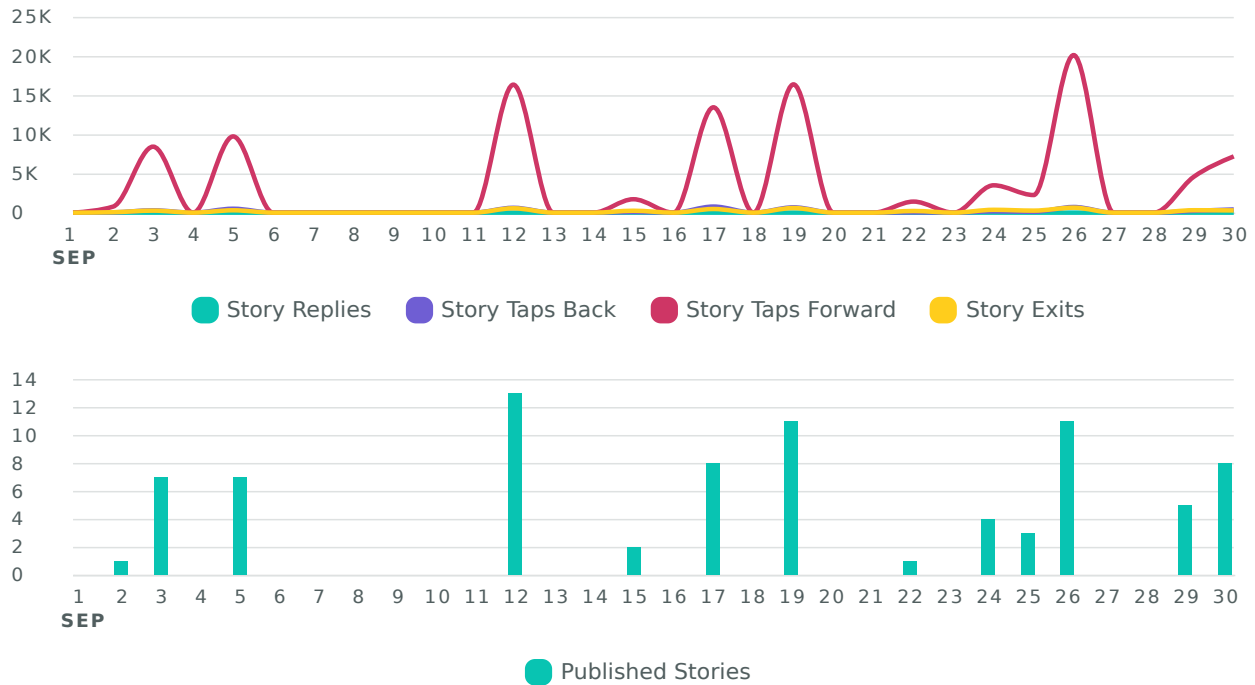 25K
20K
15K
10K
5K
0
1 2 3 4 5 6 7 8 9 10 11 12 13 14 15 16 17 18 19 20 21 22 23 24 25 26 27 28 29 30
SEP
Story Replies Story Taps Back Story Taps Forward Story Exits
14
12
10
8
6
4
2
0
1 2 3 4 5 6 7 8 9 10 11 12 13 14 15 16 17 18 19 20 21 22 23 24 25 26 27 28 29 30
SEP
Published Stories